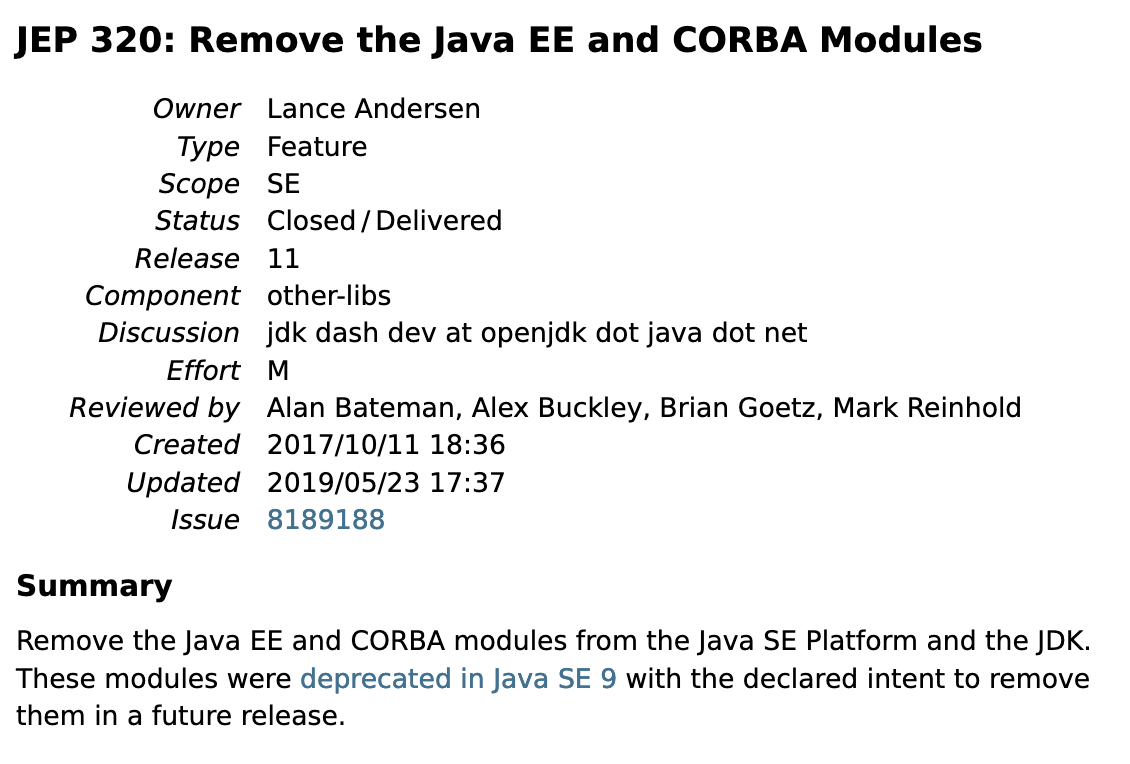 JEP 320: Remove the Java EE and CORBA Modules
Owner Lance Andersen
Type Feature
Scope SE
Status Closed / Delivered
Release 11
Component other-libs
Discussion jdk dash dev at openjdk dot java dot net
Effort M
Reviewed by Alan Bateman, Alex Buckley, Brian Goetz, Mark Reinhold
Created 2017/10/11 18:36
Updated 2019/05/23 17:37
Issue 8189188
Summary
Remove the Java EE and CORBA modules from the Java SE Platform and the JDK.
These modules were deprecated in Java SE 9 with the declared intent to remove
them in a future release.